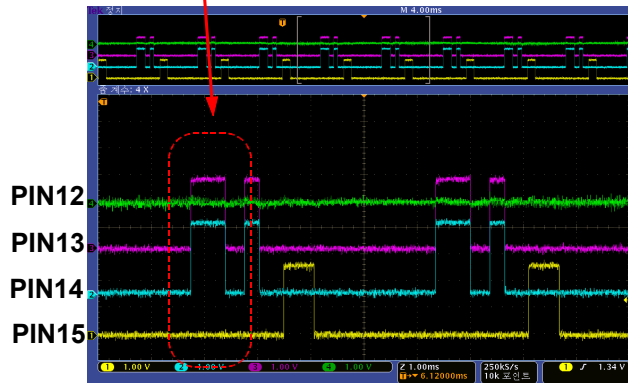 Tek 정지 M 4.00ms
T
4
3
2
1
줌 계수: 4 X
T
PIN12 4
PIN13 3
PIN14 2
PIN15 1
1 1.00 V 2 1.00 V 3 1.00 V 4 1.00 V Z 1.00ms 250kS/s 1 1.34 V
T 6.12000ms 10k 포인트